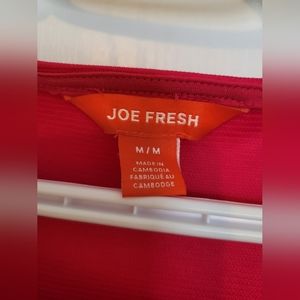 JOE FRESH
M/M
MADE IN
CAMBODIA
FABRIQUÉ AU
CAMBODGE